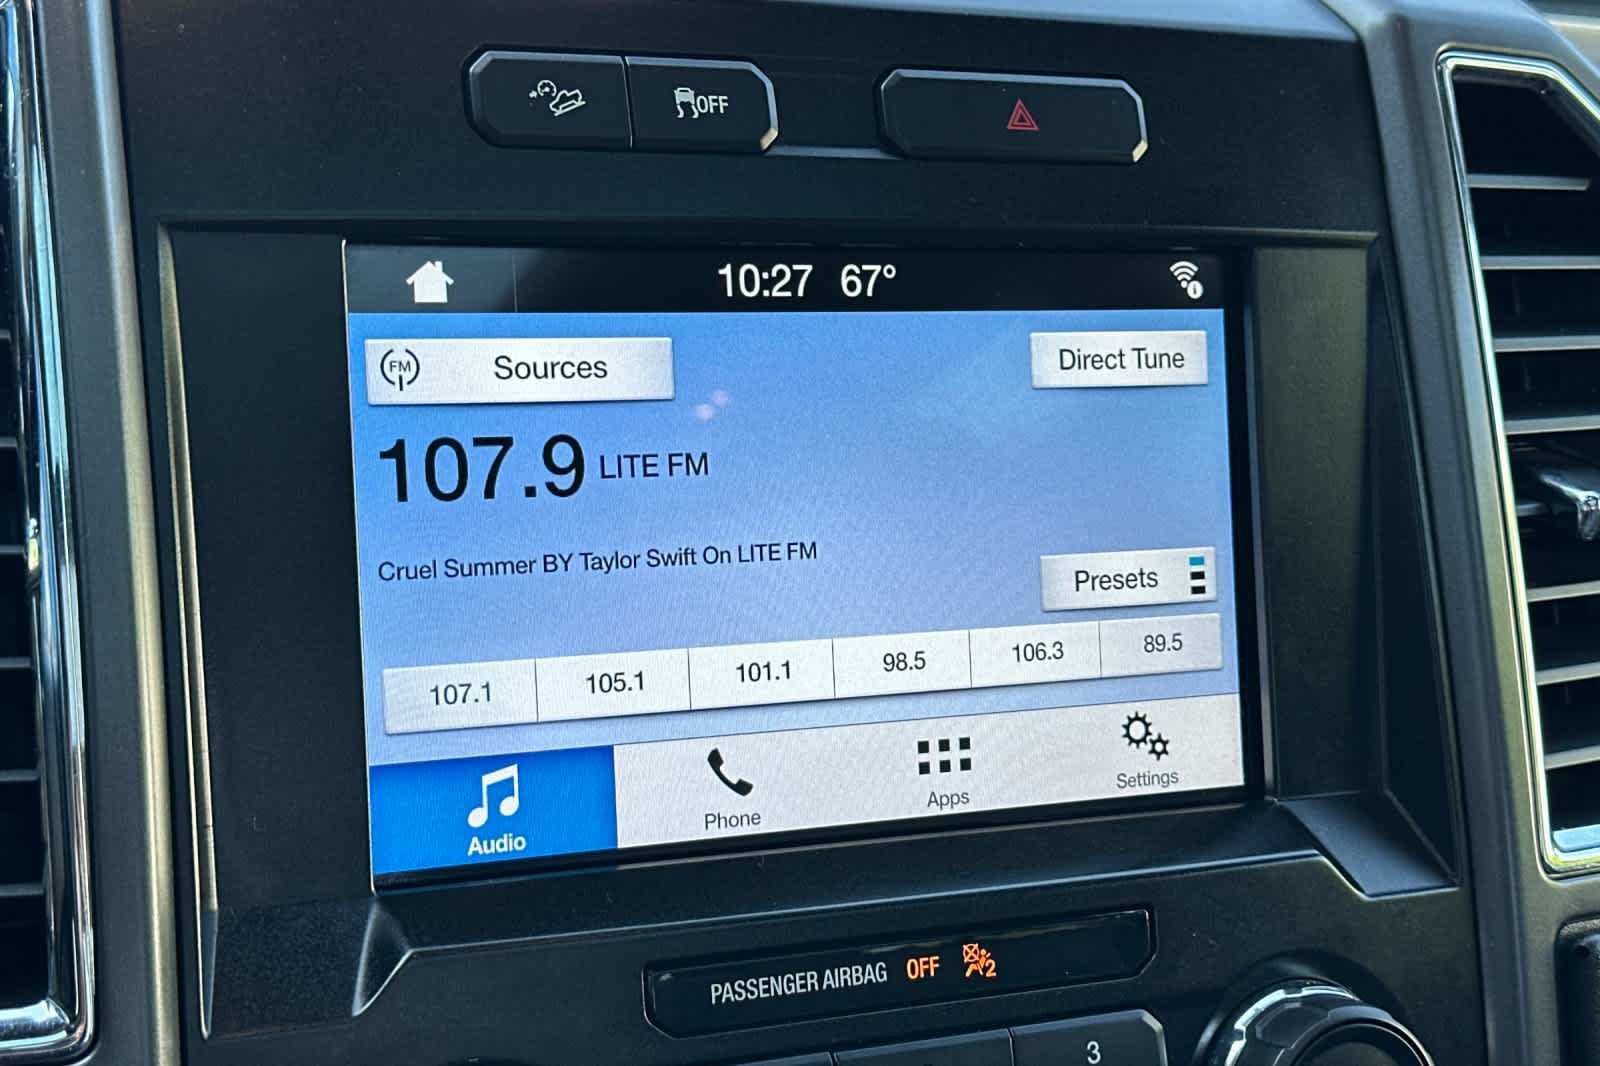 OFF
10:27 67°
FM Sources
Direct Tune
107.9 LITE FM
Cruel Summer BY Taylor Swift On LITE FM
Presets
107.1 105.1 101.1 98.5 106.3 89.5
Audio Phone Apps Settings
PASSENGER AIRBAG OFF 2
3